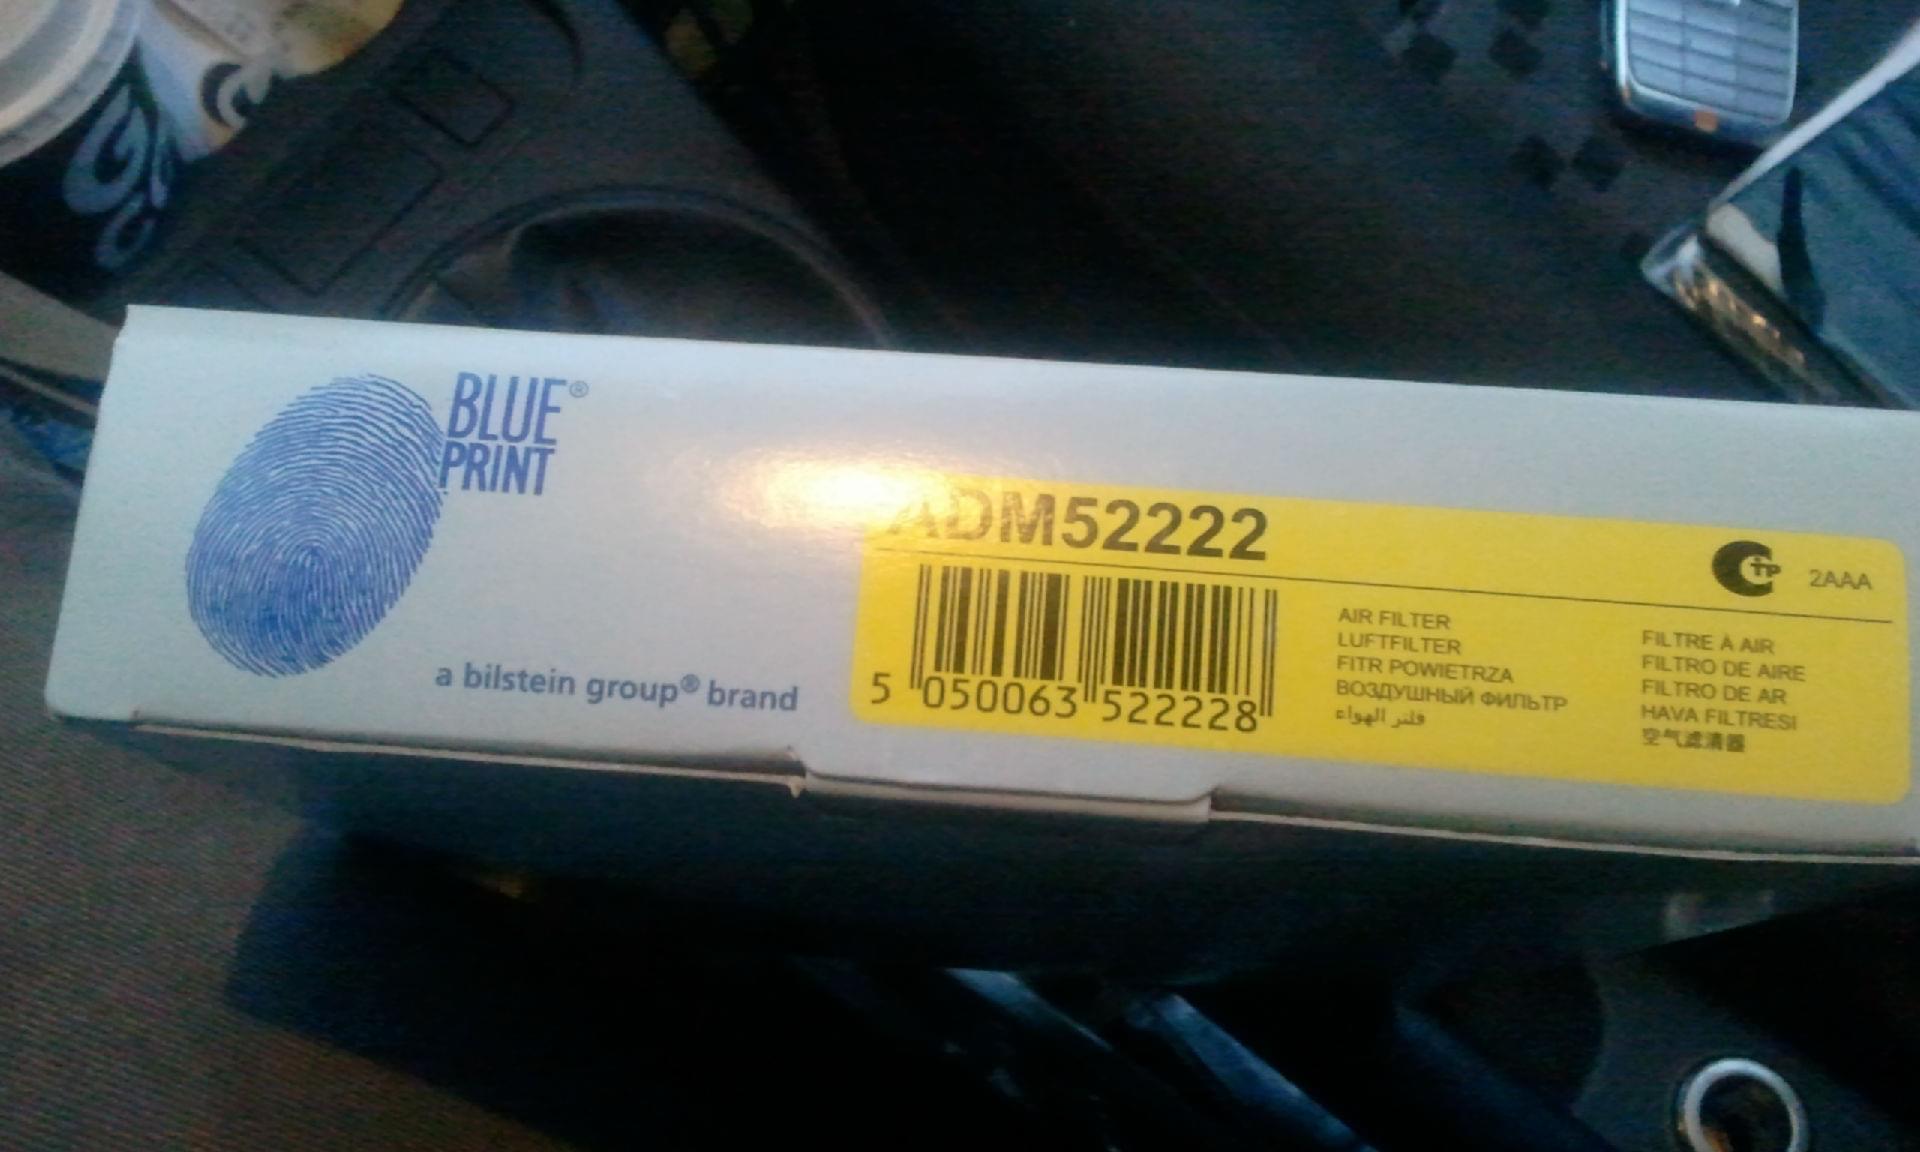 BLUE®
PRINT
a bilstein group® brand
ADM52222
2AAA
5 050063 522228
AIR FILTER
LUFTFILTER
FITR POWIETRZA
ВОЗДУШНЫЙ ФИЛЬТР
فلتر الهواء
FILTRE À AIR
FILTRO DE AIRE
FILTRO DE AR
HAVA FILTRESI
空气滤清器